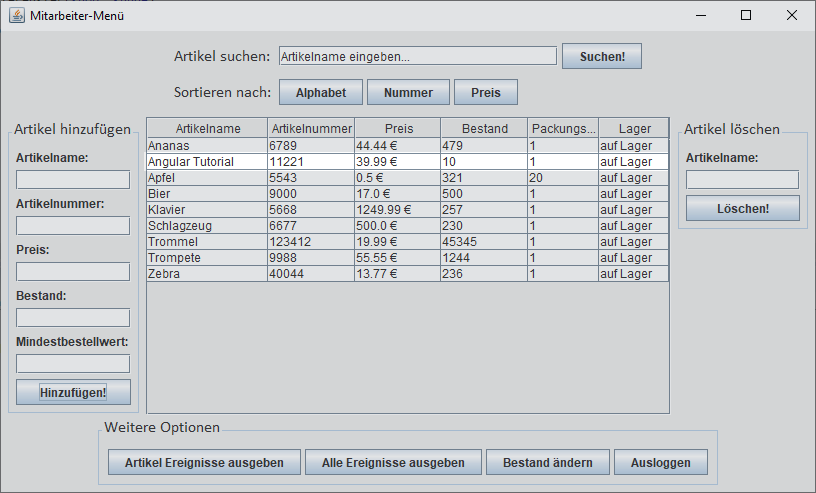 Mitarbeiter-Menü
Artikel suchen: Artikelname eingeben... Suchen!
Sortieren nach: Alphabet Nummer Preis
Artikel hinzufügen
Artikelname:
Artikelnummer:
Preis:
Bestand:
Mindestbestellwert:
Hinzufügen!
Artikelname Artikelnummer Preis Bestand Packungs... Lager
Ananas 6789 44.44 € 479 1 auf Lager
Angular Tutorial 11221 39.99 € 10 1 auf Lager
Apfel 5543 0.5 € 321 20 auf Lager
Bier 9000 17.0 € 500 1 auf Lager
Klavier 5668 1249.99 € 257 1 auf Lager
Schlagzeug 6677 500.0 € 230 1 auf Lager
Trommel 123412 19.99 € 45345 1 auf Lager
Trompete 9988 55.55 € 1244 1 auf Lager
Zebra 40044 13.77 € 236 1 auf Lager
Artikel löschen
Artikelname:
Löschen!
Weitere Optionen
Artikel Ereignisse ausgeben Alle Ereignisse ausgeben Bestand ändern Ausloggen